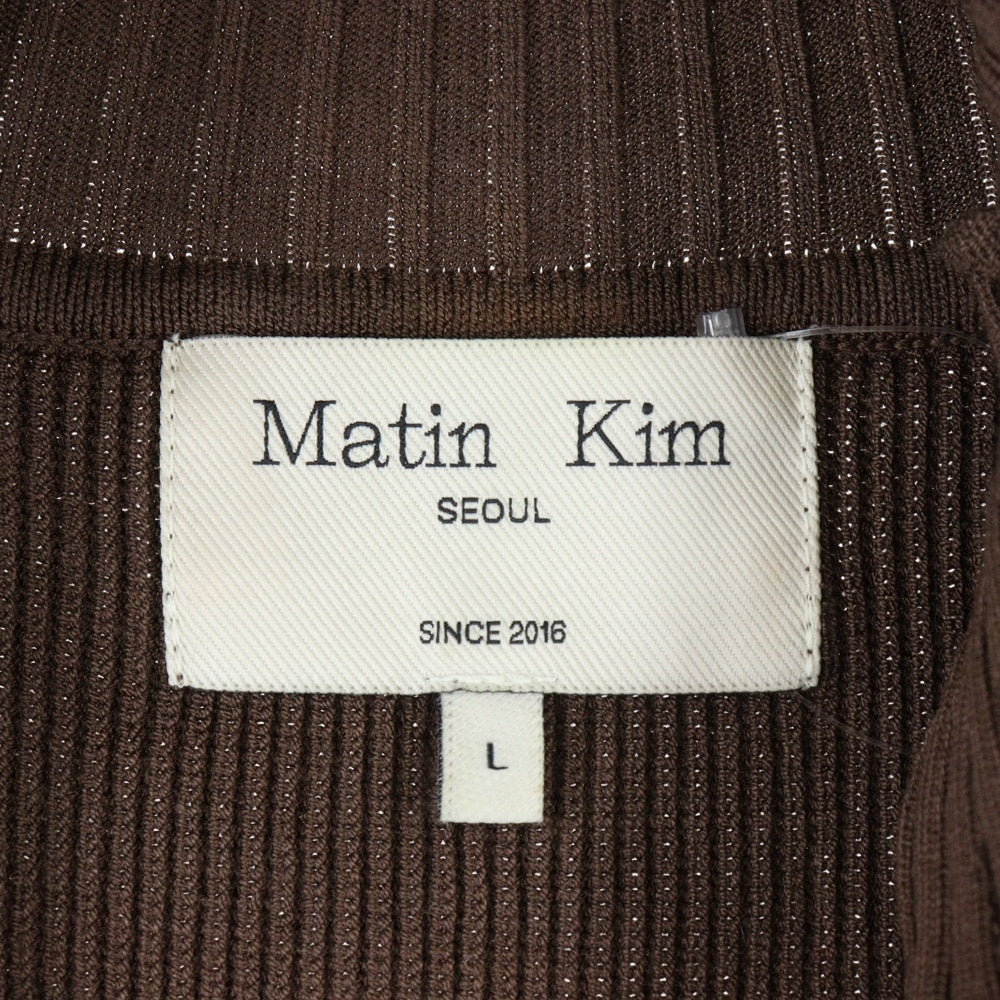 Matin Kim
SEOUL
SINCE 2016
L